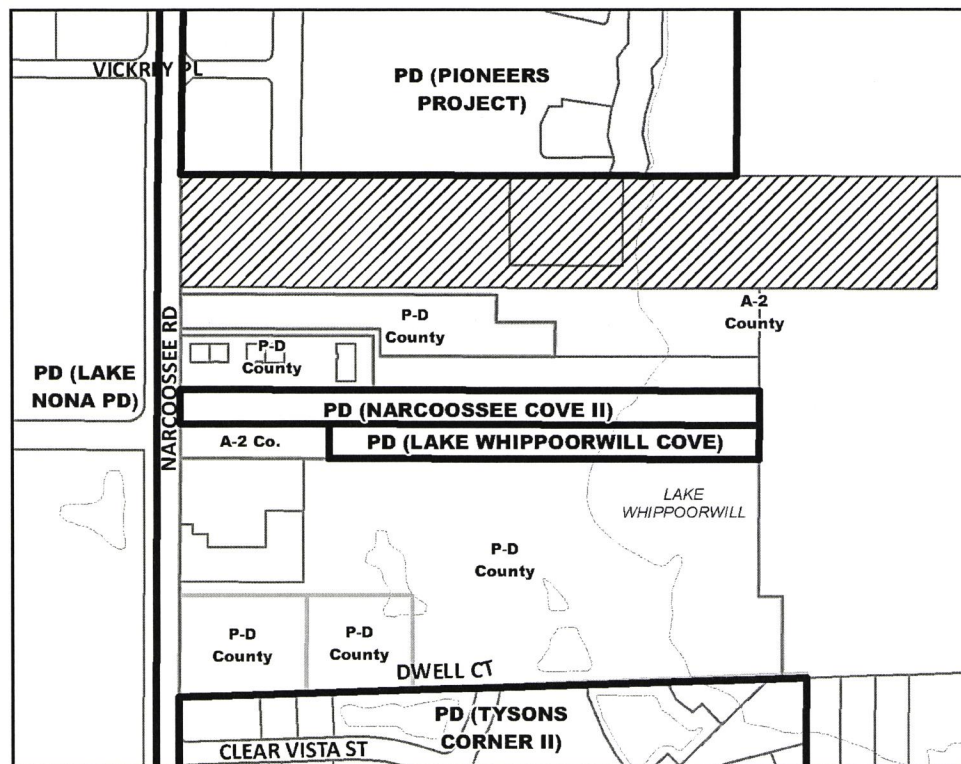 VICKREY PL
PD (PIONEERS
PROJECT)
A-2
County
P-D
County
P-D
County
PD (LAKE
NONA PD)
NARCOOSSEE RD
PD (NARCOOSSEE COVE II)
A-2 Co.
PD (LAKE WHIPPOORWILL COVE)
LAKE
WHIPPOORWILL
P-D
County
P-D
County
P-D
County
DWELL CT
PD (TYSONS
CORNER II)
CLEAR VISTA ST